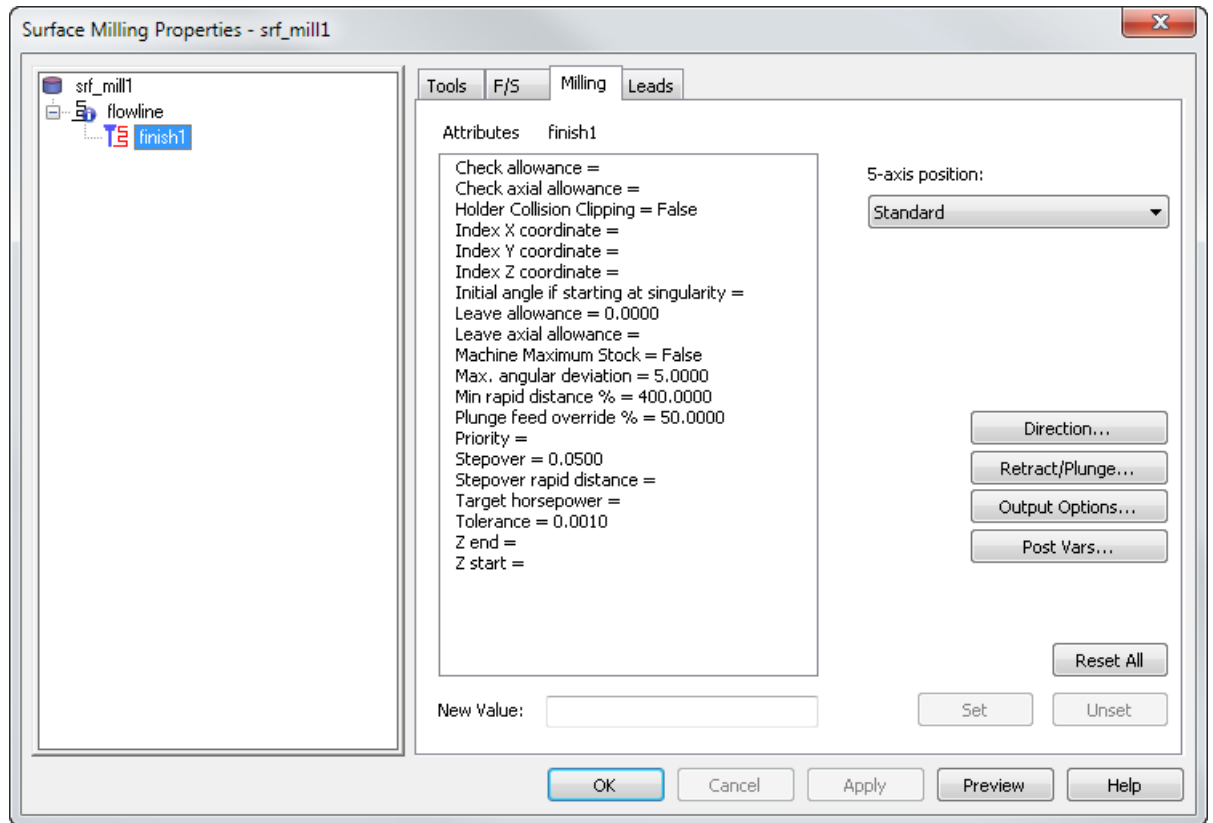 Surface Milling Properties - srf_mill1
srf_mill1
flowline
finish1
Tools F/S Milling Leads
Attributes finish1
Check allowance =
Check axial allowance =
Holder Collision Clipping = False
Index X coordinate =
Index Y coordinate =
Index Z coordinate =
Initial angle if starting at singularity =
Leave allowance = 0.0000
Leave axial allowance =
Machine Maximum Stock = False
Max. angular deviation = 5.0000
Min rapid distance % = 400.0000
Plunge feed override % = 50.0000
Priority =
Stepover = 0.0500
Stepover rapid distance =
Target horsepower =
Tolerance = 0.0010
Z end =
Z start =
5-axis position:
Standard
Direction...
Retract/Plunge...
Output Options...
Post Vars...
Reset All
New Value:
Set Unset
OK Cancel Apply Preview Help